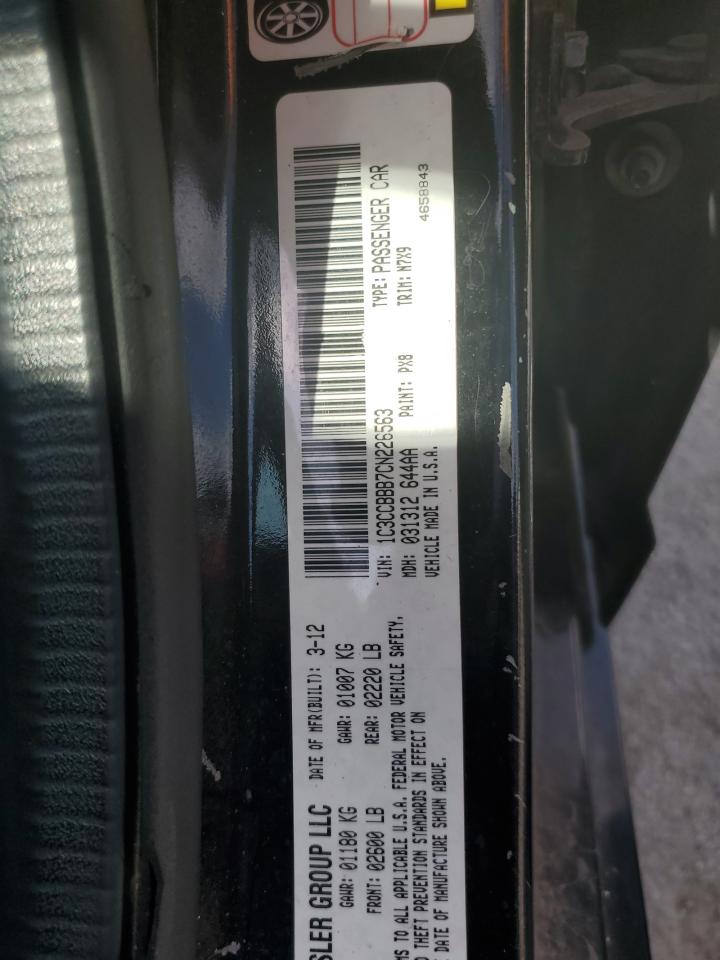 SLER GROUP LLC DATE OF MFR(BUILT): 3-12
GAWR: 01180 KG GAWR: 01007 KG
FRONT: 02600 LB REAR: 02220 LB
MS TO ALL APPLICABLE U.S.A. FEDERAL MOTOR VEHICLE SAFETY,
D THEFT PREVENTION STANDARDS IN EFFECT ON
DATE OF MANUFACTURE SHOWN ABOVE.
VIN: 1C3CCBBB7CN226563 TYPE: PASSENGER CAR
MDH: 031312 644AA PAINT: PX8 TRIM: N7X9
VEHICLE MADE IN U.S.A. 4658843